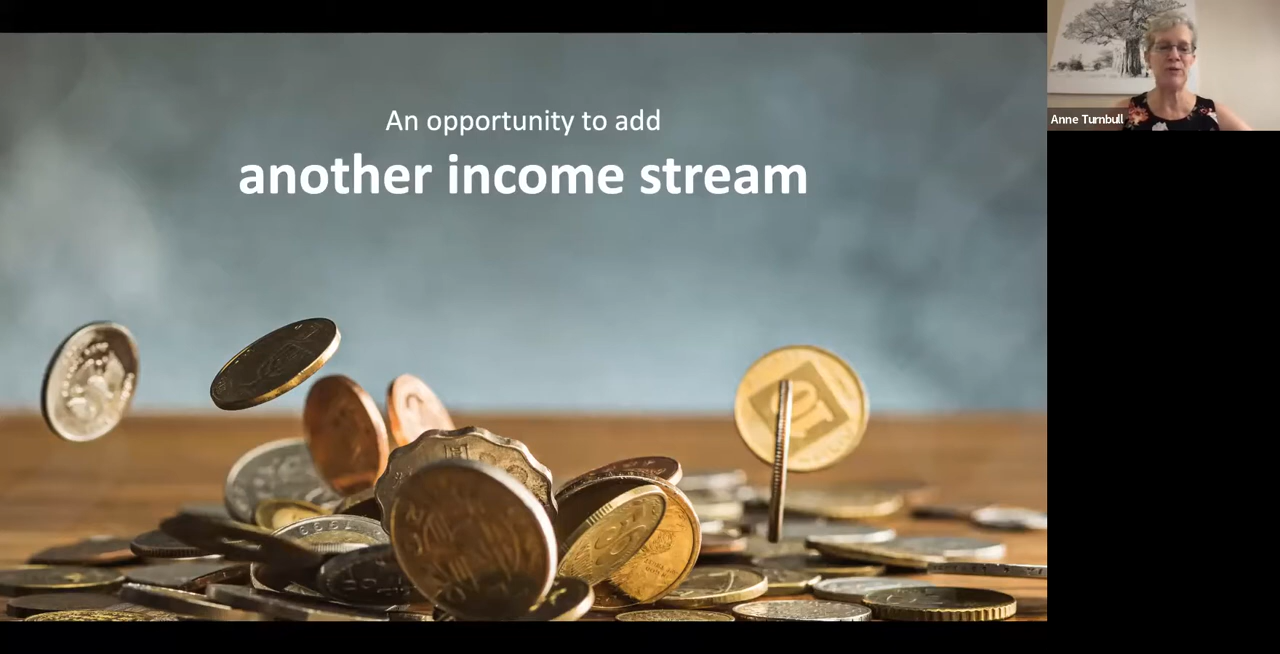 An opportunity to add
another income stream
Anne Turnbull